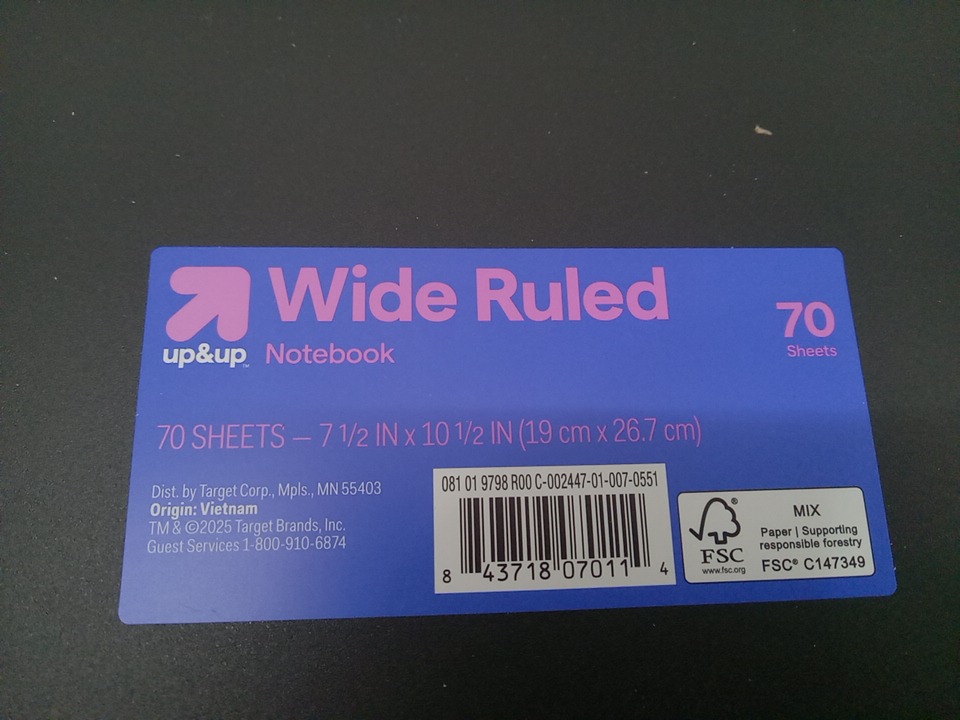 Wide Ruled
up&up™
Notebook
70
Sheets
70 SHEETS – 7 1/2 IN x 10 1/2 IN (19 cm x 26.7 cm)
Dist. by Target Corp., Mpls., MN 55403
Origin: Vietnam
TM & ©2025 Target Brands, Inc.
Guest Services 1-800-910-6874
081 01 9798 R00 C-002447-01-007-0551
8 43718 07011 4
FSC®
www.fsc.org
MIX
Paper | Supporting
responsible forestry
FSC® C147349